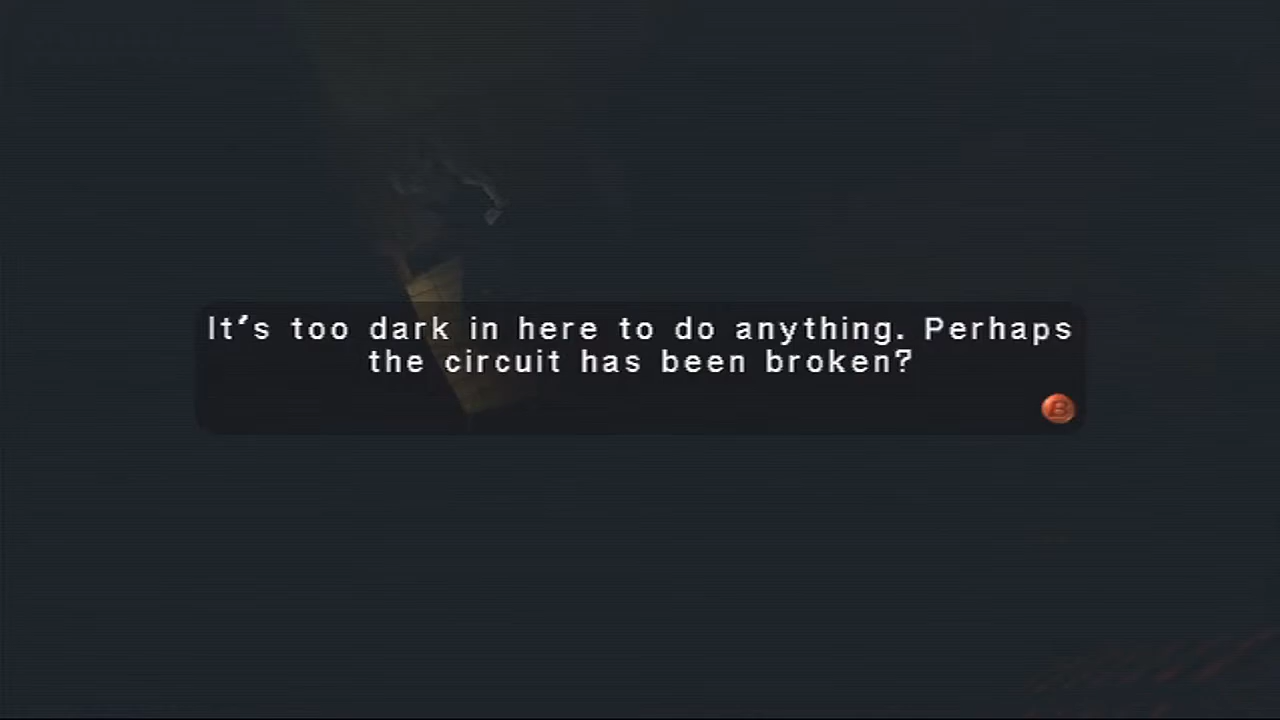 It's too dark in here to do anything. Perhaps
the circuit has been broken?
B